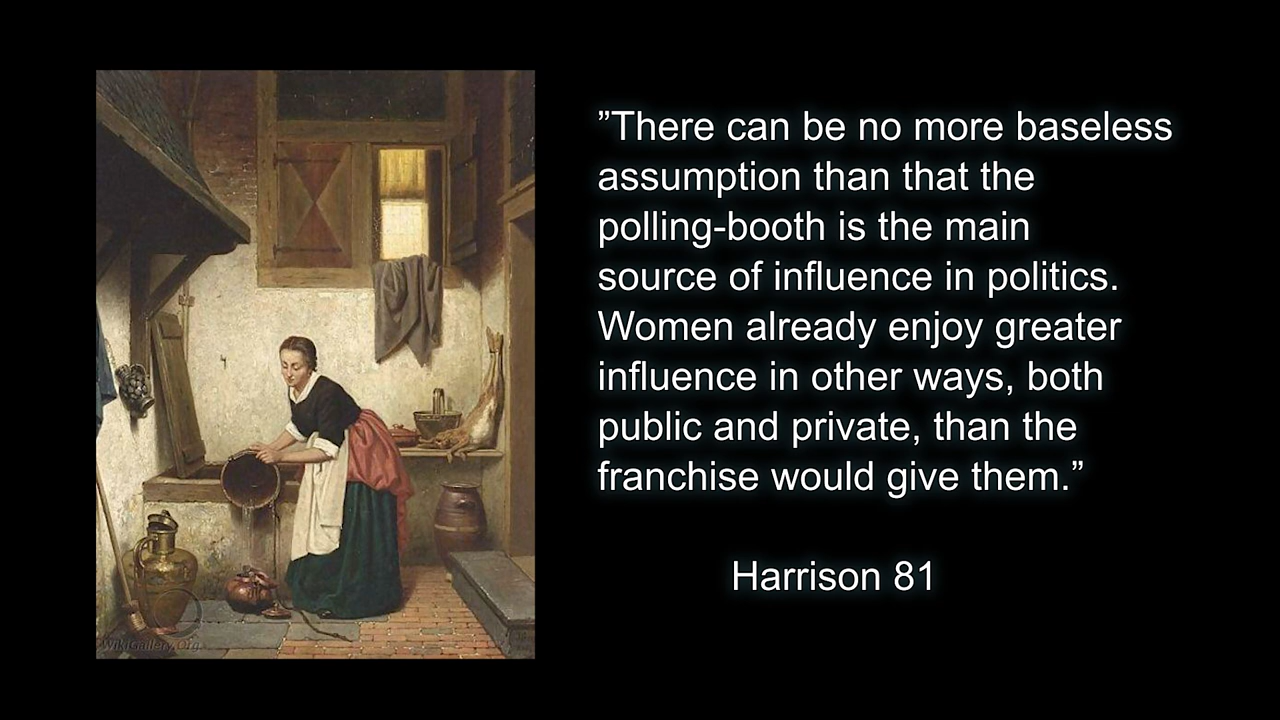 ”There can be no more baseless
assumption than that the
polling-booth is the main
source of influence in politics.
Women already enjoy greater
influence in other ways, both
public and private, than the
franchise would give them.”
Harrison 81
WikiGallery.Org